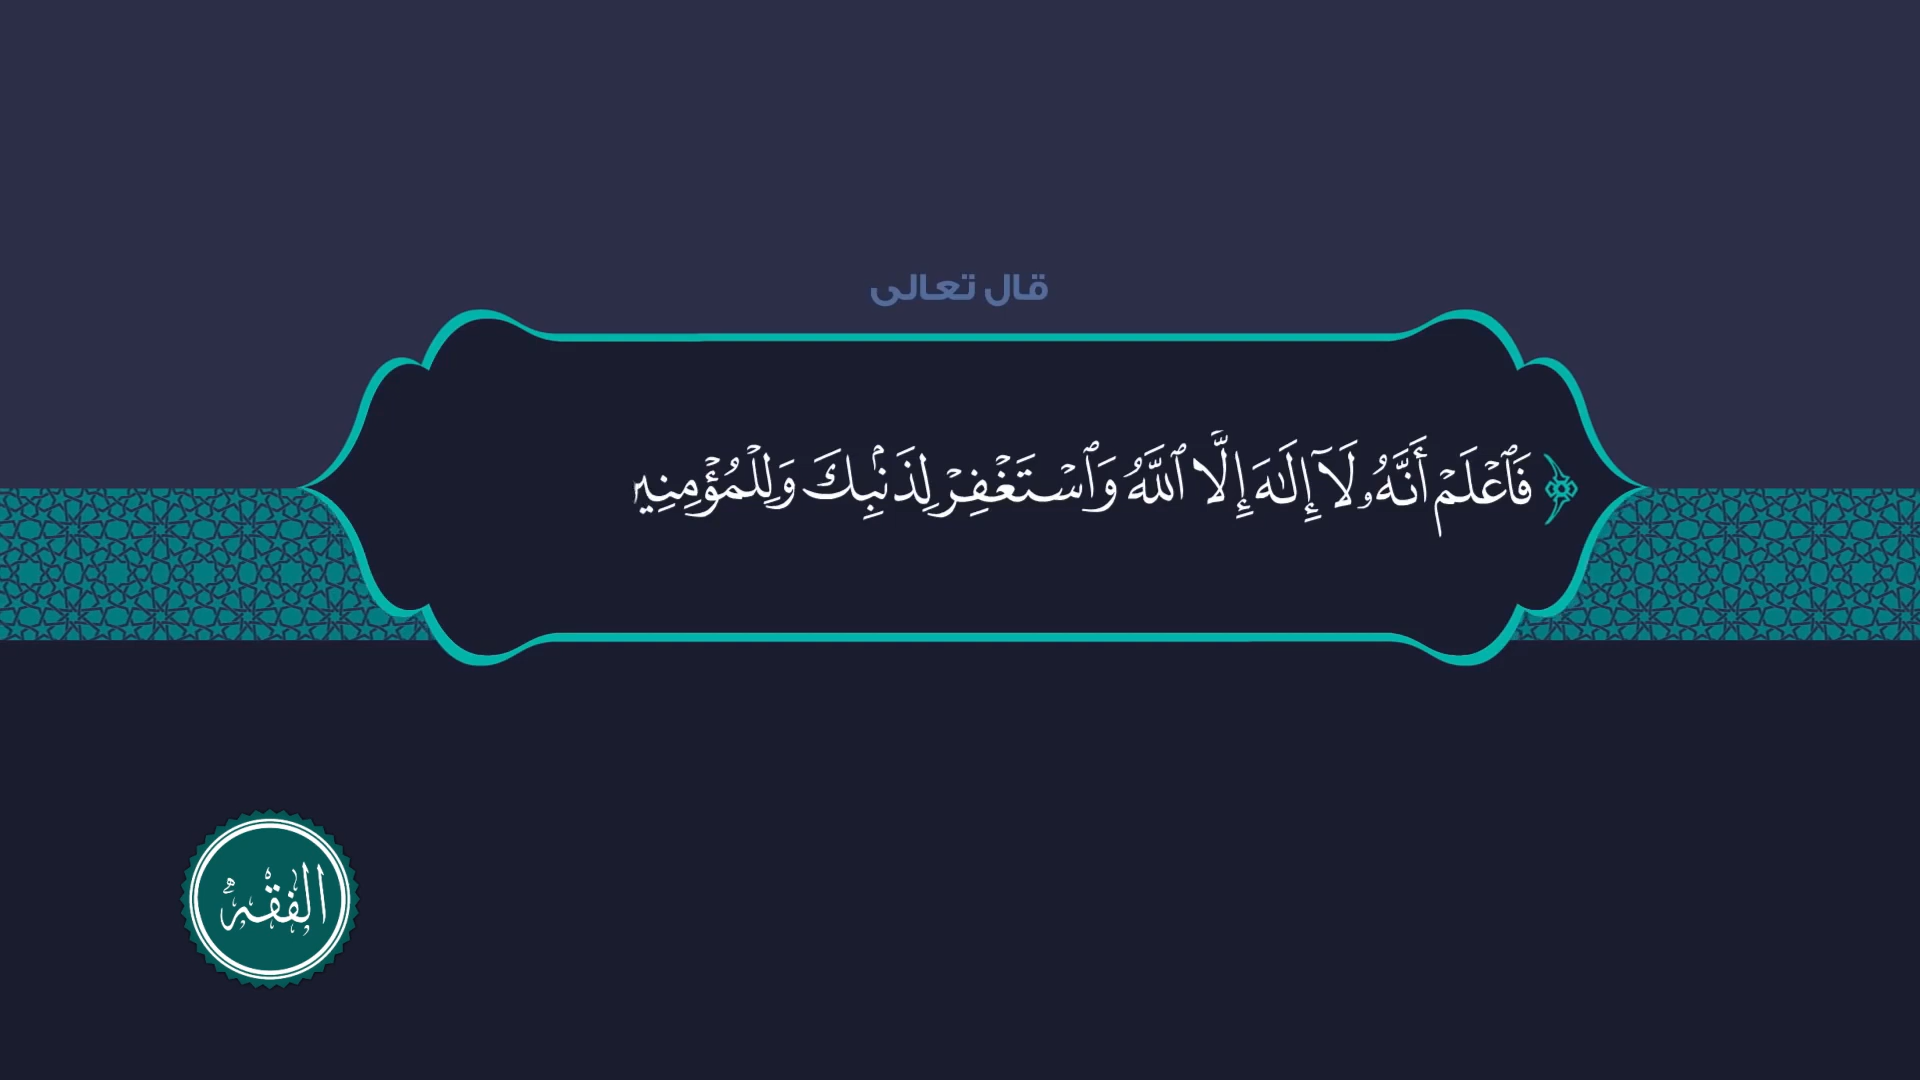 قال تعالى
﴿فَٱعۡلَمۡ أَنَّهُۥ لَآ إِلَٰهَ إِلَّا ٱللَّهُ وَٱسۡتَغۡفِرۡ لِذَنۢبِكَ وَلِلۡمُؤۡمِنِي
الفقه